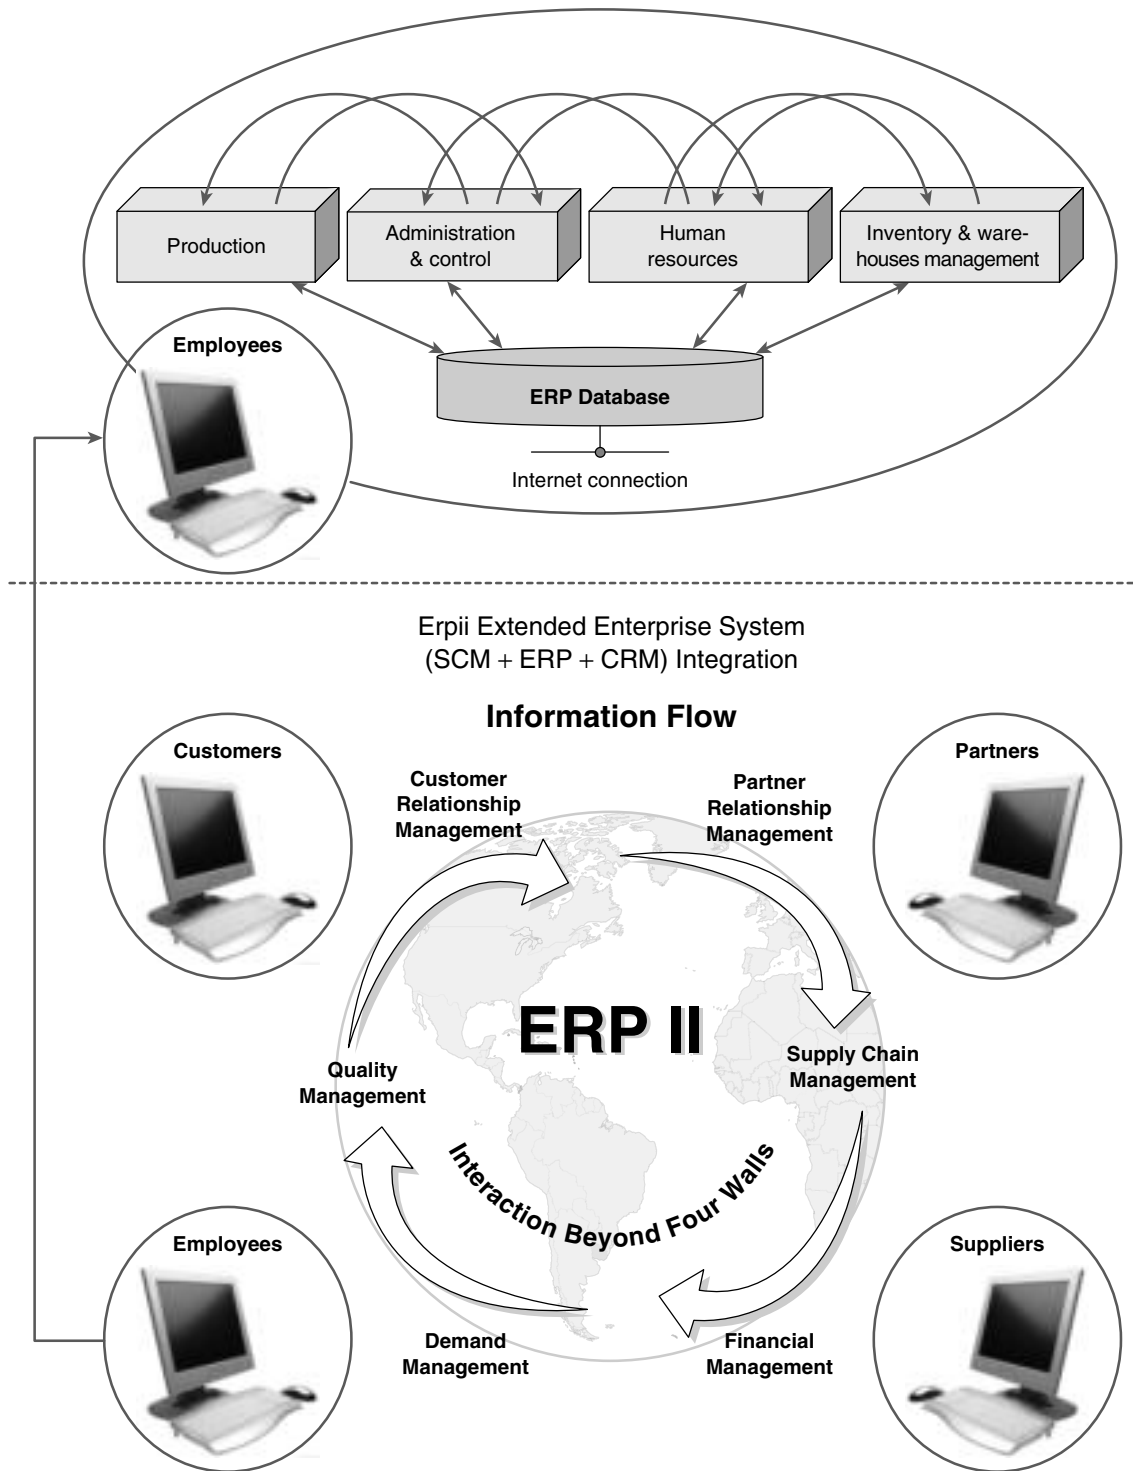 Production
Administration
& control
Human
resources
Inventory & ware-
houses management
Employees
ERP Database
Internet connection
Erpii Extended Enterprise System
(SCM + ERP + CRM) Integration
Information Flow
Customers
Customer
Relationship
Management
Partner
Relationship
Management
Partners
ERP II
Quality
Management
Supply Chain
Management
Interaction Beyond Four Walls
Employees
Suppliers
Demand
Management
Financial
Management